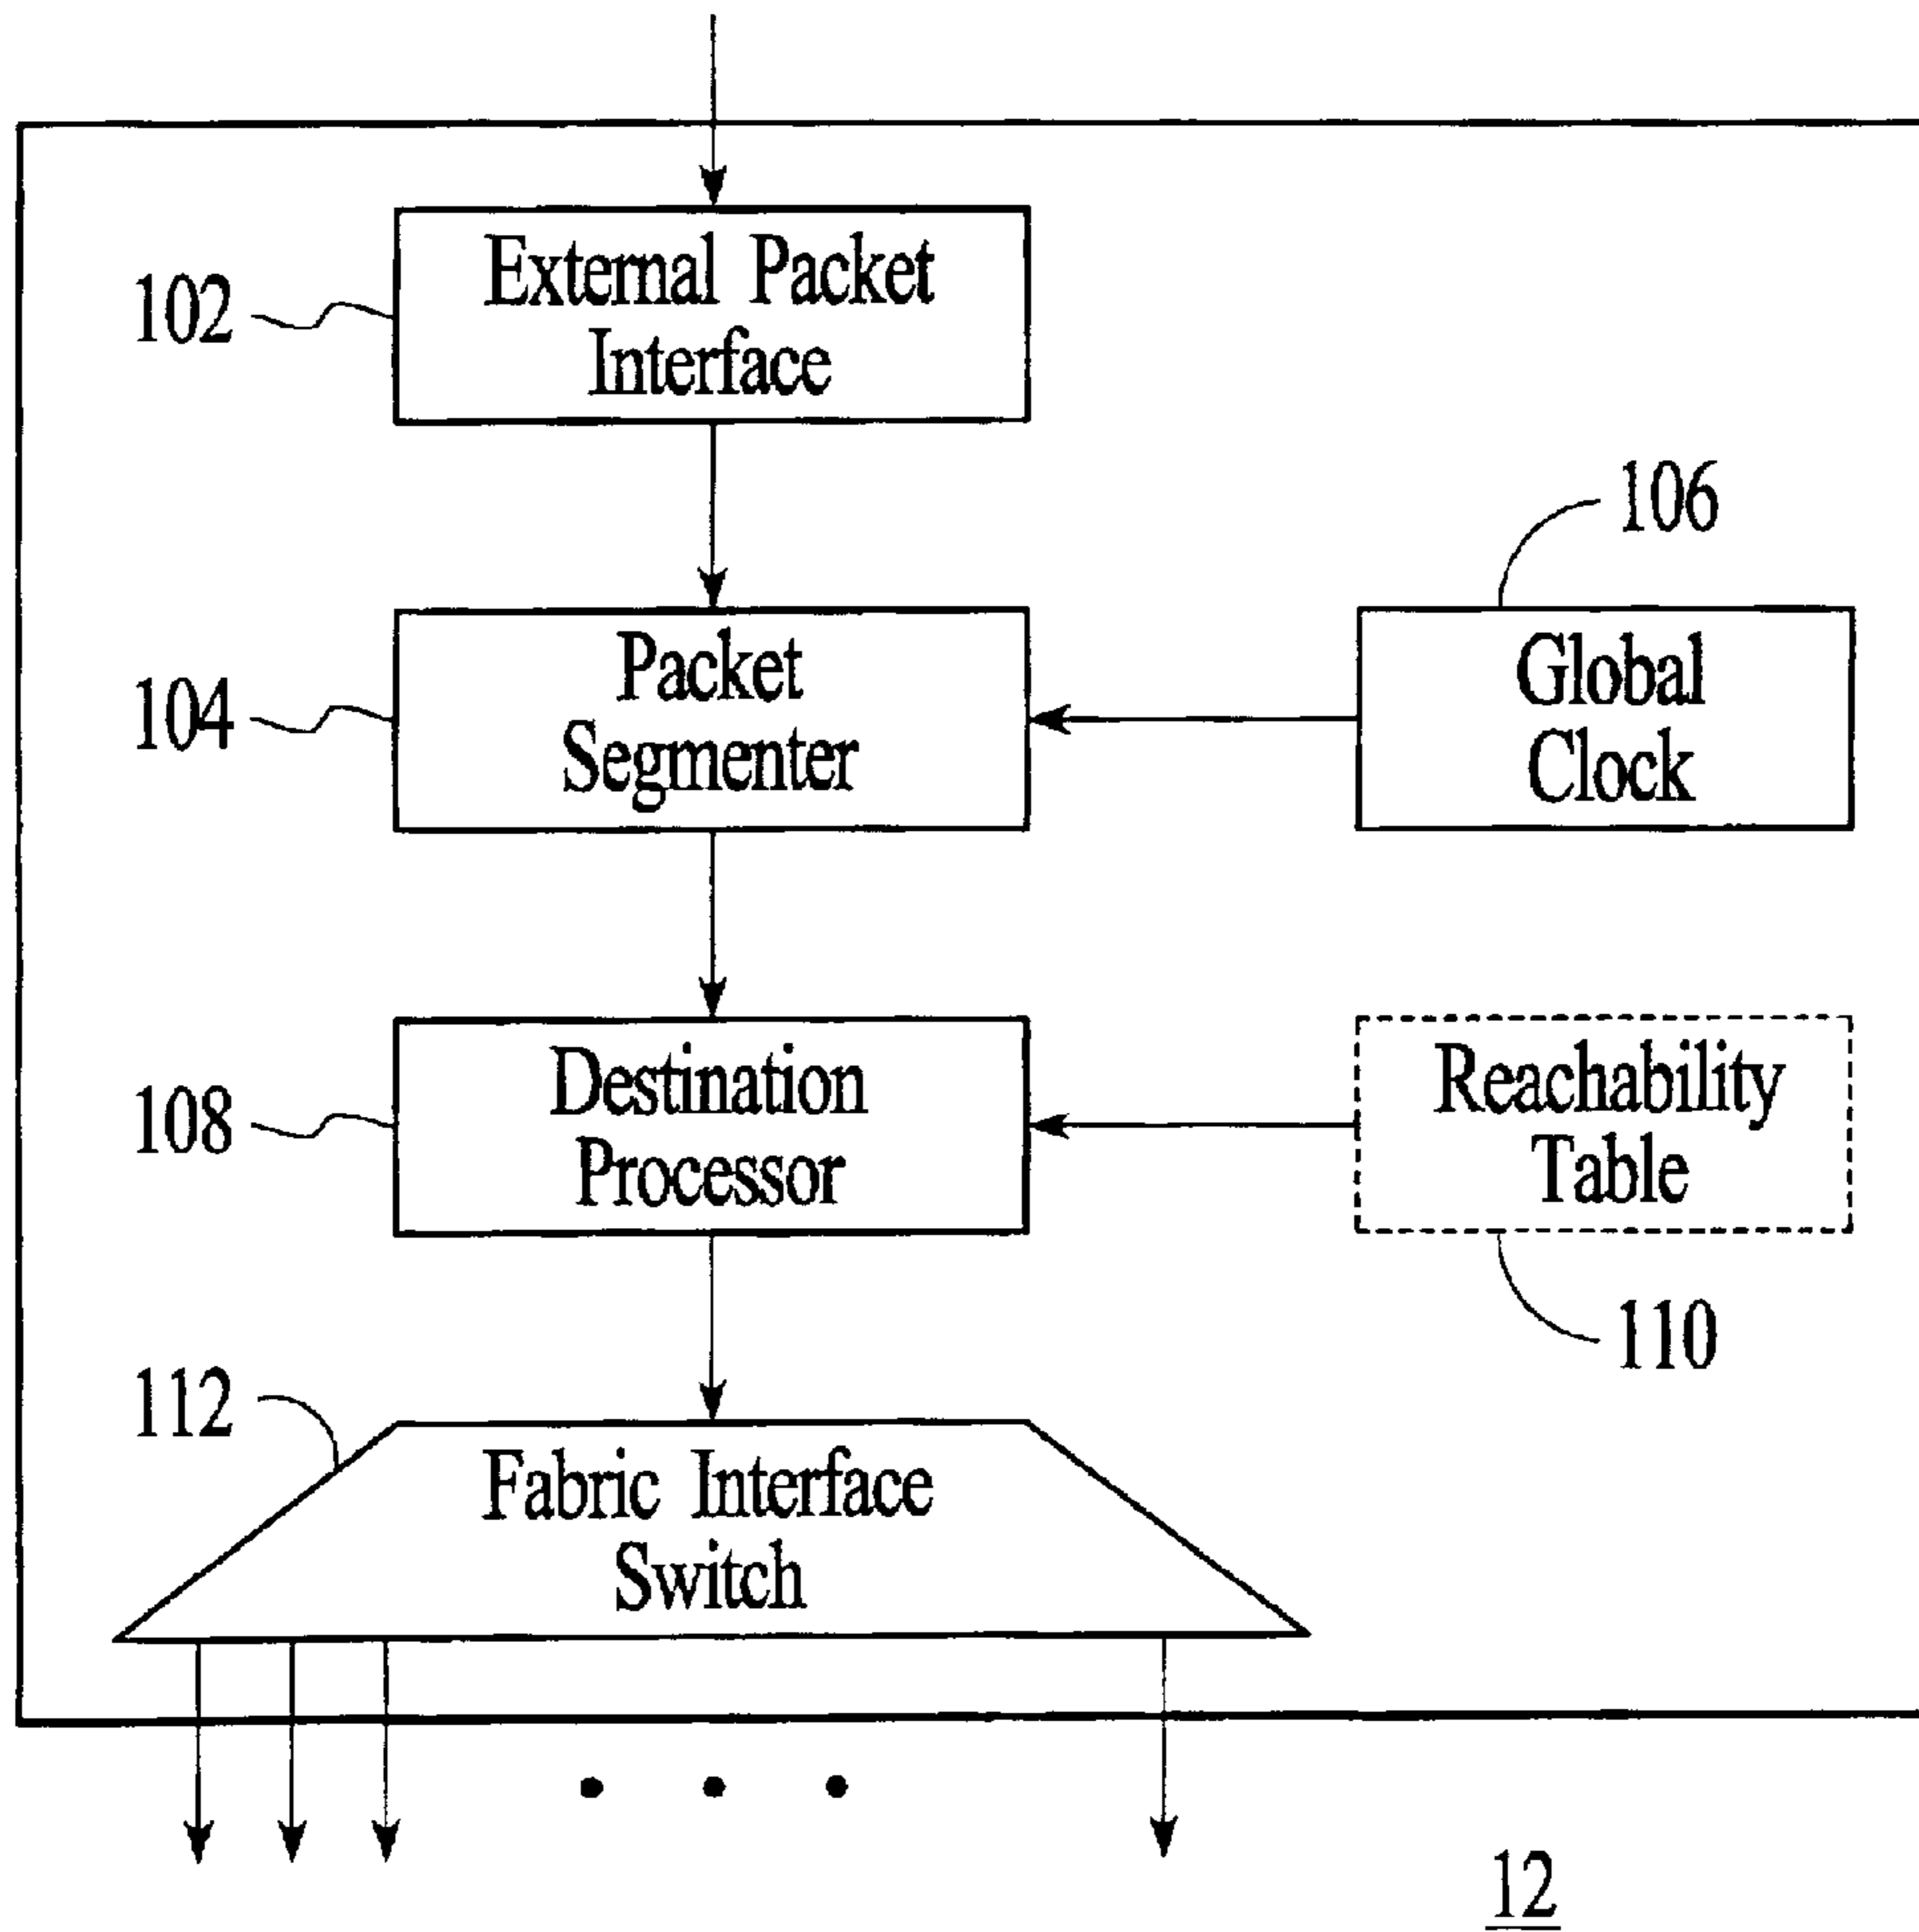 External Packet
Interface
102
106
Packet
Segmenter
104
Global
Clock
Destination
Processor
108
Reachability
Table
110
112
Fabric Interface
Switch
12